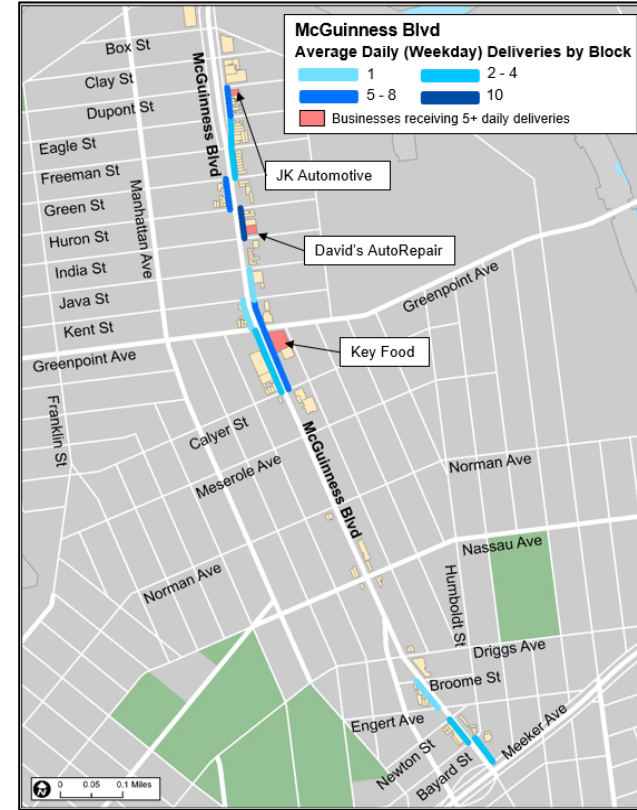 McGuinness Blvd
Average Daily (Weekday) Deliveries by Block
1
2 - 4
5 - 8
10
Businesses receiving 5+ daily deliveries
Box St
Clay St
Dupont St
Eagle St
Freeman St
Green St
Huron St
India St
Java St
Kent St
Greenpoint Ave
Manhattan Ave
McGuinness Blvd
JK Automotive
David's AutoRepair
Greenpoint Ave
Key Food
Franklin St
Calyer St
Meserole Ave
McGuinness Blvd
Norman Ave
Nassau Ave
Norman Ave
Humboldt St
Driggs Ave
Broome St
Engert Ave
Newton St
Bayard St
Meeker Ave
0 0.05 0.1 Miles